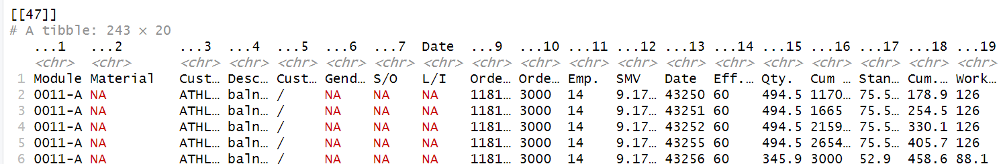 [[47]]
# A tibble: 243 × 20
...1 ...2 ...3 ...4 ...5 ...6 ...7 Date ...9 ...10 ...11 ...12 ...13 ...14 ...15 ...16 ...17 ...18 ...19
<chr> <chr> <chr> <chr> <chr> <chr> <chr> <chr> <chr> <chr> <chr> <chr> <chr> <chr> <chr> <chr> <chr> <chr> <chr>
1 Module Material Cust… Desc… Cust… Gend… S/O L/I Orde… Orde… Emp. SMV Date Eff.… Qty. Cum … Stan… Cum.… Work…
2 0011-A NA ATHL… baln… / NA NA NA 1181… 3000 14 9.17… 43250 60 494.5 1170… 75.5… 178.9 126
3 0011-A NA ATHL… baln… / NA NA NA 1181… 3000 14 9.17… 43251 60 494.5 1665 75.5… 254.5 126
4 0011-A NA ATHL… baln… / NA NA NA 1181… 3000 14 9.17… 43252 60 494.5 2159… 75.5… 330.1 126
5 0011-A NA ATHL… baln… / NA NA NA 1181… 3000 14 9.17… 43255 60 494.5 2654… 75.5… 405.7 126
6 0011-A NA ATHL… baln… / NA NA NA 1181… 3000 14 9.17… 43256 60 345.9 3000 52.9 458.6 88.1